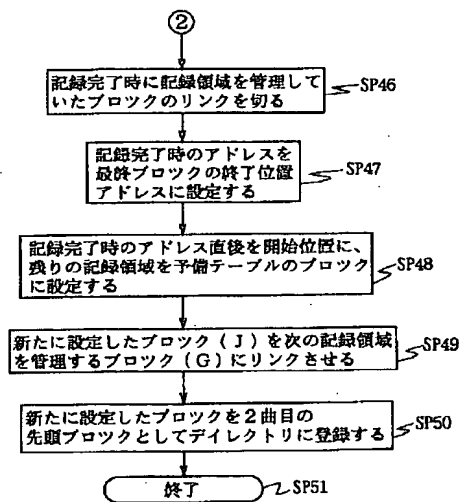 ②
記録完了時に記録領域を管理して
いたブロツクのリンクを切る
SP46
記録完了時のアドレスを
最終ブロツクの終了位置
アドレスに設定する
SP47
記録完了時のアドレス直後を開始位置に、
残りの記録領域を予備テーブルのブロツク
に設定する
SP48
新たに設定したブロツク(J)を次の記録領域
を管理するブロツク(G)にリンクさせる
SP49
新たに設定したブロツクを2曲目の
先頭ブロツクとしてデイレクトリに登録する
SP50
終了
SP51